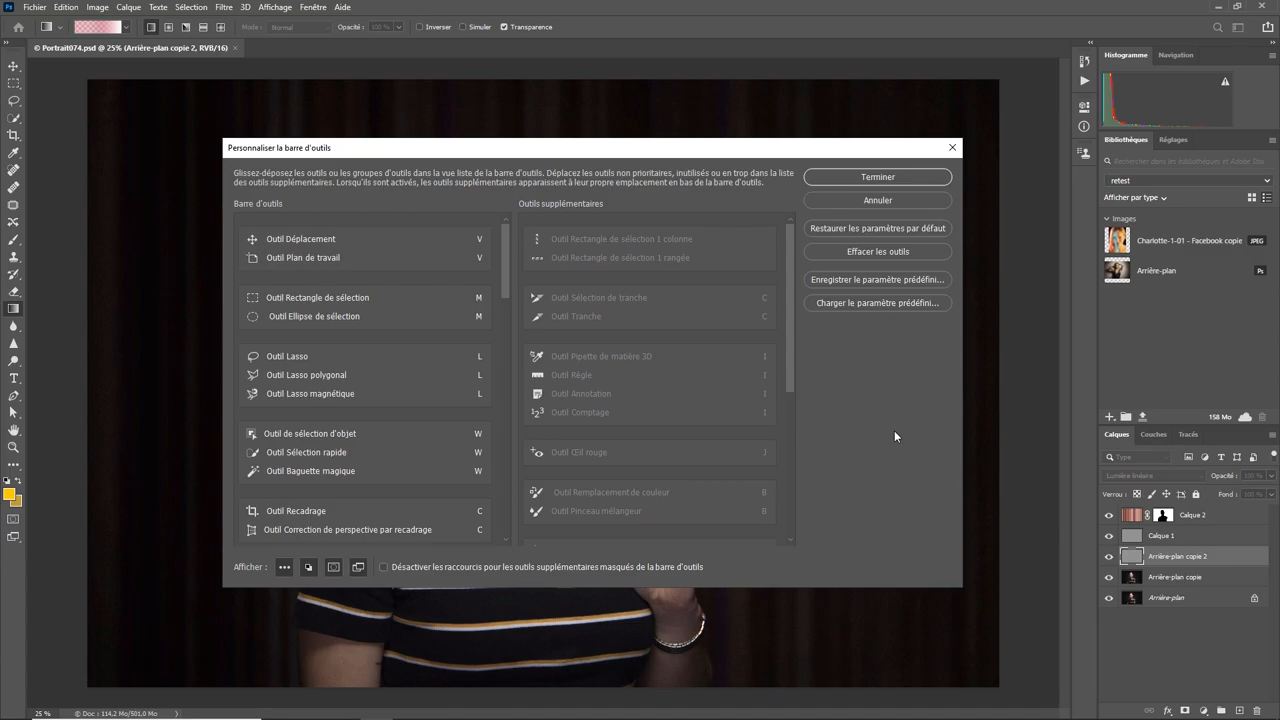 Ps Fichier Edition Image Calque Texte Sélection Filtre 3D Affichage Fenêtre Aide
Mode : Normal Opacité : 100 % Inverser Simuler Transparence
© Portrait074.psd @ 25% (Arrière-plan copie 2, RVB/16) ×
Histogramme Navigation
Bibliothèques Réglages
Rechercher dans les bibliothèques et Adobe Sto
retest
Afficher par type
Images
Charlotte-1-01 - Facebook copie JPEG
Arrière-plan Ps
158 Mo
Calques Couches Tracés
Type
Lumière linéaire Opacité : 100 %
Verrou : Fond : 100 %
Calque 2
Calque 1
Arrière-plan copie 2
Arrière-plan copie
Arrière-plan
Personnaliser la barre d'outils
Glissez-déposez les outils ou les groupes d'outils dans la vue liste de la barre d'outils. Déplacez les outils non prioritaires, inutilisés ou en trop dans la liste
des outils supplémentaires. Lorsqu'ils sont activés, les outils supplémentaires apparaissent à leur propre emplacement en bas de la barre d'outils.
Barre d'outils
Outil Déplacement V
Outil Plan de travail V
Outil Rectangle de sélection M
Outil Ellipse de sélection M
Outil Lasso L
Outil Lasso polygonal L
Outil Lasso magnétique L
Outil de sélection d'objet W
Outil Sélection rapide W
Outil Baguette magique W
Outil Recadrage C
Outil Correction de perspective par recadrage C
Outils supplémentaires
Outil Rectangle de sélection 1 colonne
Outil Rectangle de sélection 1 rangée
Outil Sélection de tranche C
Outil Tranche C
Outil Pipette de matière 3D I
Outil Règle I
Outil Annotation I
Outil Comptage I
Outil Œil rouge J
Outil Remplacement de couleur B
Outil Pinceau mélangeur B
Terminer
Annuler
Restaurer les paramètres par défaut
Effacer les outils
Enregistrer le paramètre prédéfini...
Charger le paramètre prédéfini...
Afficher : Désactiver les raccourcis pour les outils supplémentaires masqués de la barre d'outils
25 % © Doc : 114,2 Mo/501,0 Mo